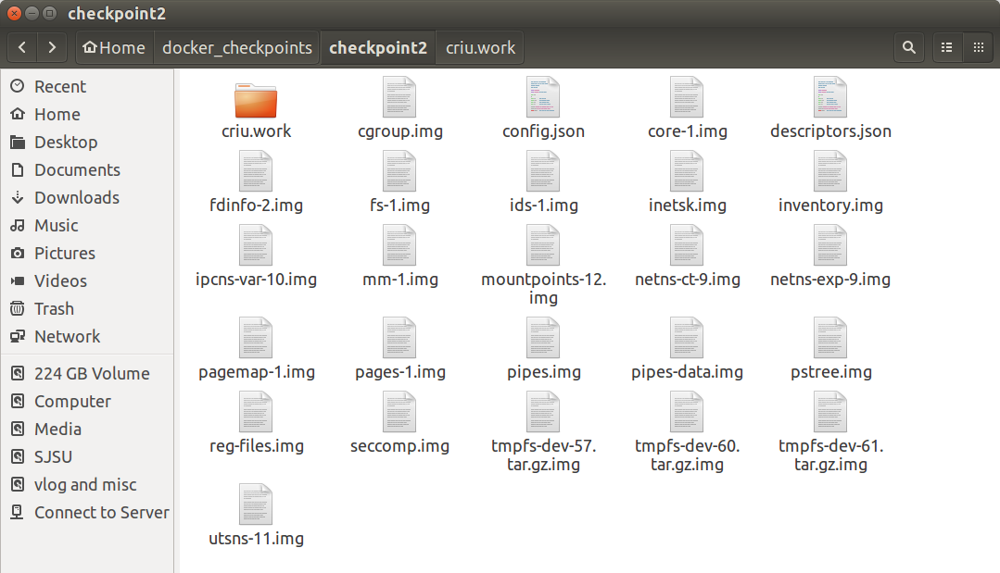 checkpoint2
Home docker_checkpoints checkpoint2 criu.work
Recent
Home
Desktop
Documents
Downloads
Music
Pictures
Videos
Trash
Network
224 GB Volume
Computer
Media
SJSU
vlog and misc
Connect to Server
criu.work
cgroup.img
config.json
core-1.img
descriptors.json
fdinfo-2.img
fs-1.img
ids-1.img
inetsk.img
inventory.img
ipcns-var-10.img
mm-1.img
mountpoints-12.
img
netns-ct-9.img
netns-exp-9.img
pagemap-1.img
pages-1.img
pipes.img
pipes-data.img
pstree.img
reg-files.img
seccomp.img
tmpfs-dev-57.
tar.gz.img
tmpfs-dev-60.
tar.gz.img
tmpfs-dev-61.
tar.gz.img
utsns-11.img